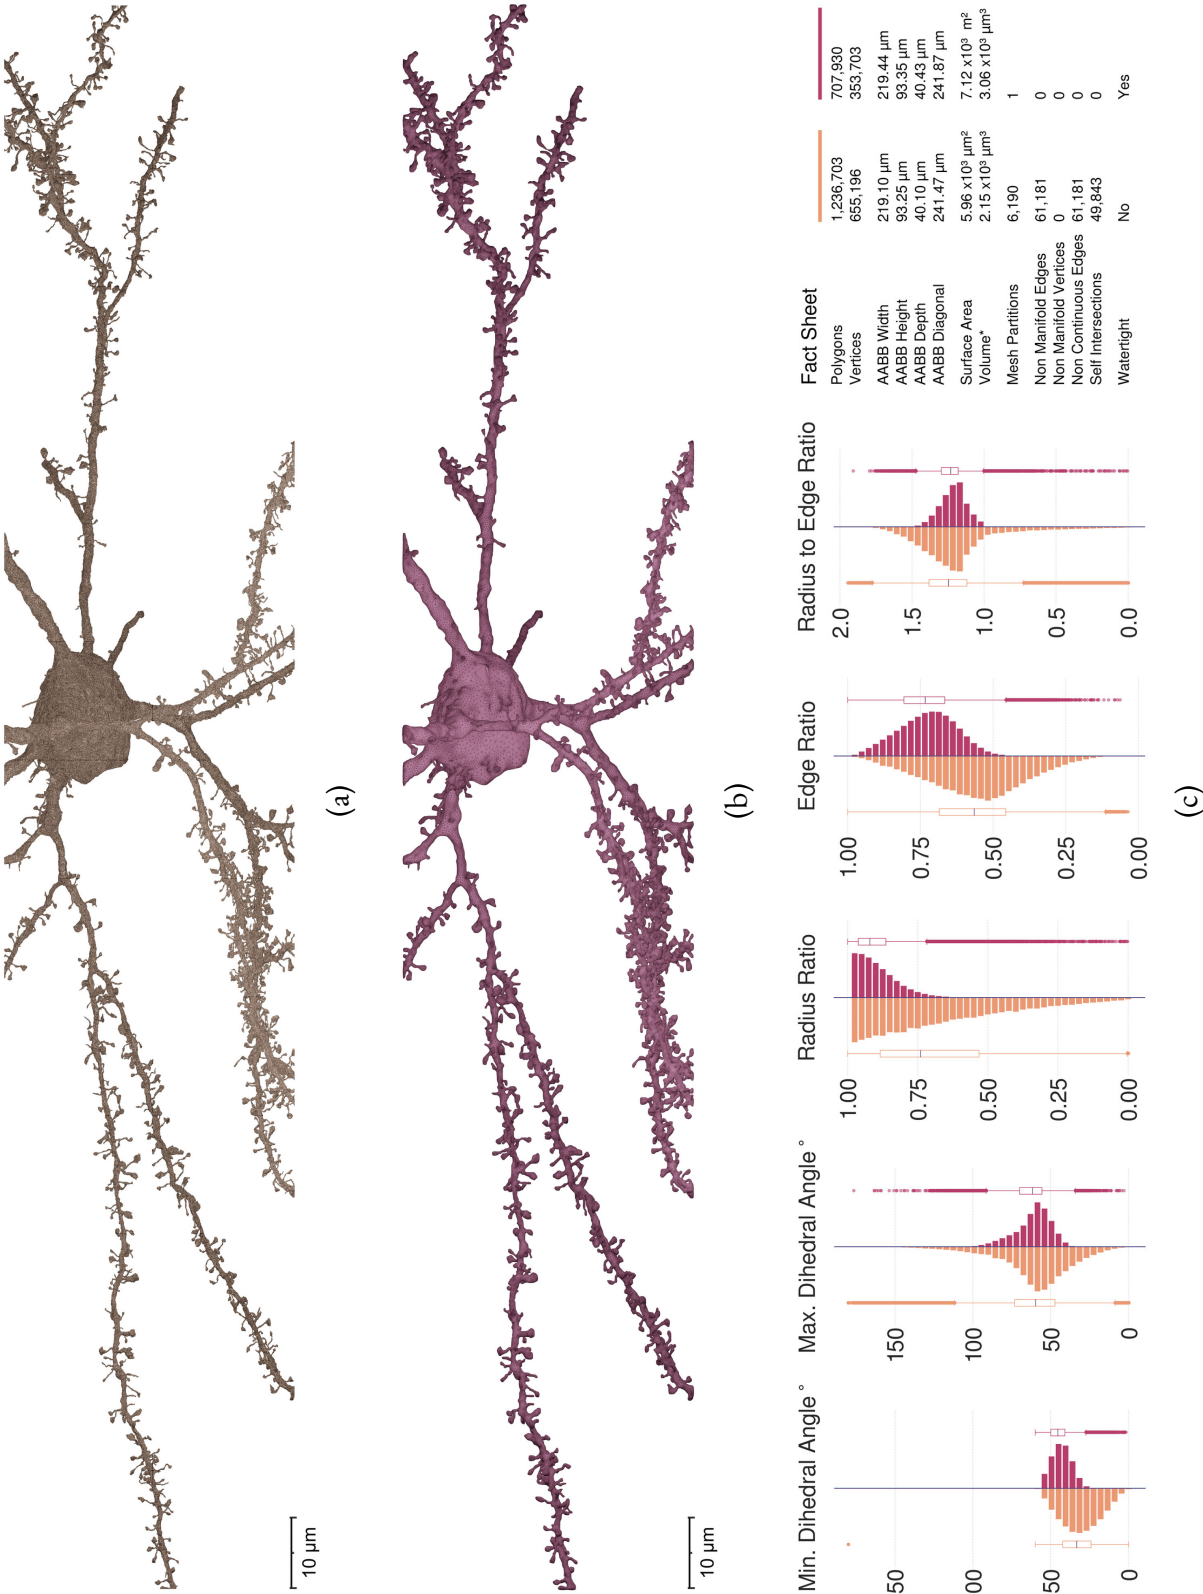 10 µm
(a)
10 µm
(b)
Min. Dihedral Angle °
50
00
50
0
Max. Dihedral Angle °
150
100
50
0
Radius Ratio
1.00
0.75
0.50
0.25
0.00
Edge Ratio
1.00
0.75
0.50
0.25
0.00
Radius to Edge Ratio
2.0
1.5
1.0
0.5
0.0
Fact Sheet
Polygons 1,236,703 707,930
Vertices 655,196 353,703
AABB Width 219.10 µm 219.44 µm
AABB Height 93.25 µm 93.35 µm
AABB Depth 40.10 µm 40.43 µm
AABB Diagonal 241.47 µm 241.87 µm
Surface Area 5.96 x10³ µm² 7.12 x10³ m²
Volume* 2.15 x10³ µm³ 3.06 x10³ µm³
Mesh Partitions 6,190 1
Non Manifold Edges 61,181 0
Non Manifold Vertices 0 0
Non Continuous Edges 61,181 0
Self Intersections 49,843 0
Watertight No Yes
(c)